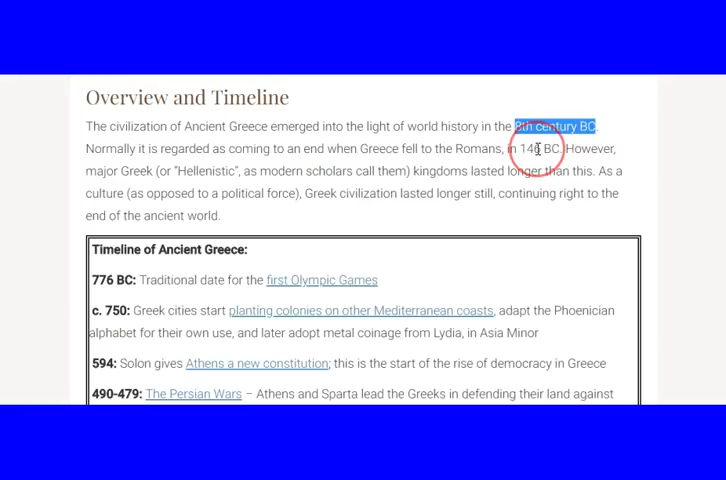 Overview and Timeline
The civilization of Ancient Greece emerged into the light of world history in the 8th century BC.
Normally it is regarded as coming to an end when Greece fell to the Romans, in 146 BC. However,
major Greek (or “Hellenistic”, as modern scholars call them) kingdoms lasted longer than this. As a
culture (as opposed to a political force), Greek civilization lasted longer still, continuing right to the
end of the ancient world.
Timeline of Ancient Greece:
776 BC: Traditional date for the first Olympic Games
c. 750: Greek cities start planting colonies on other Mediterranean coasts, adapt the Phoenician
alphabet for their own use, and later adopt metal coinage from Lydia, in Asia Minor
594: Solon gives Athens a new constitution; this is the start of the rise of democracy in Greece
490-479: The Persian Wars – Athens and Sparta lead the Greeks in defending their land against